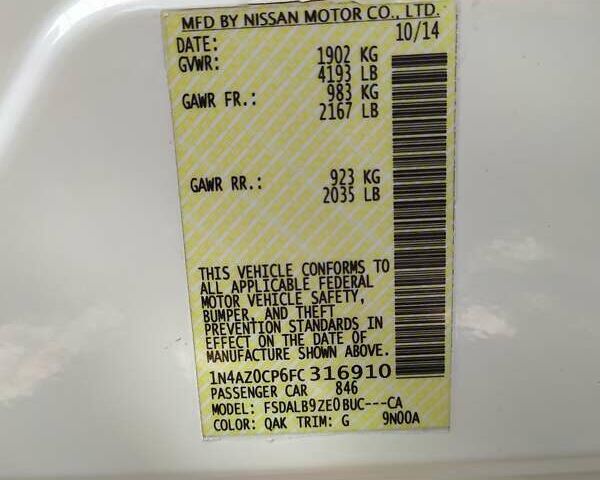 MFD BY NISSAN MOTOR CO., LTD.
DATE: 10/14
GVWR: 1902 KG
4193 LB
GAWR FR.: 983 KG
2167 LB
GAWR RR.: 923 KG
2035 LB
THIS VEHICLE CONFORMS TO
ALL APPLICABLE FEDERAL
MOTOR VEHICLE SAFETY,
BUMPER, AND THEFT
PREVENTION STANDARDS IN
EFFECT ON THE DATE OF
MANUFACTURE SHOWN ABOVE.
1N4AZ0CP6FC316910
PASSENGER CAR 846
MODEL: FSDALB9ZE0BUC---CA
COLOR: QAK TRIM: G 9N00A